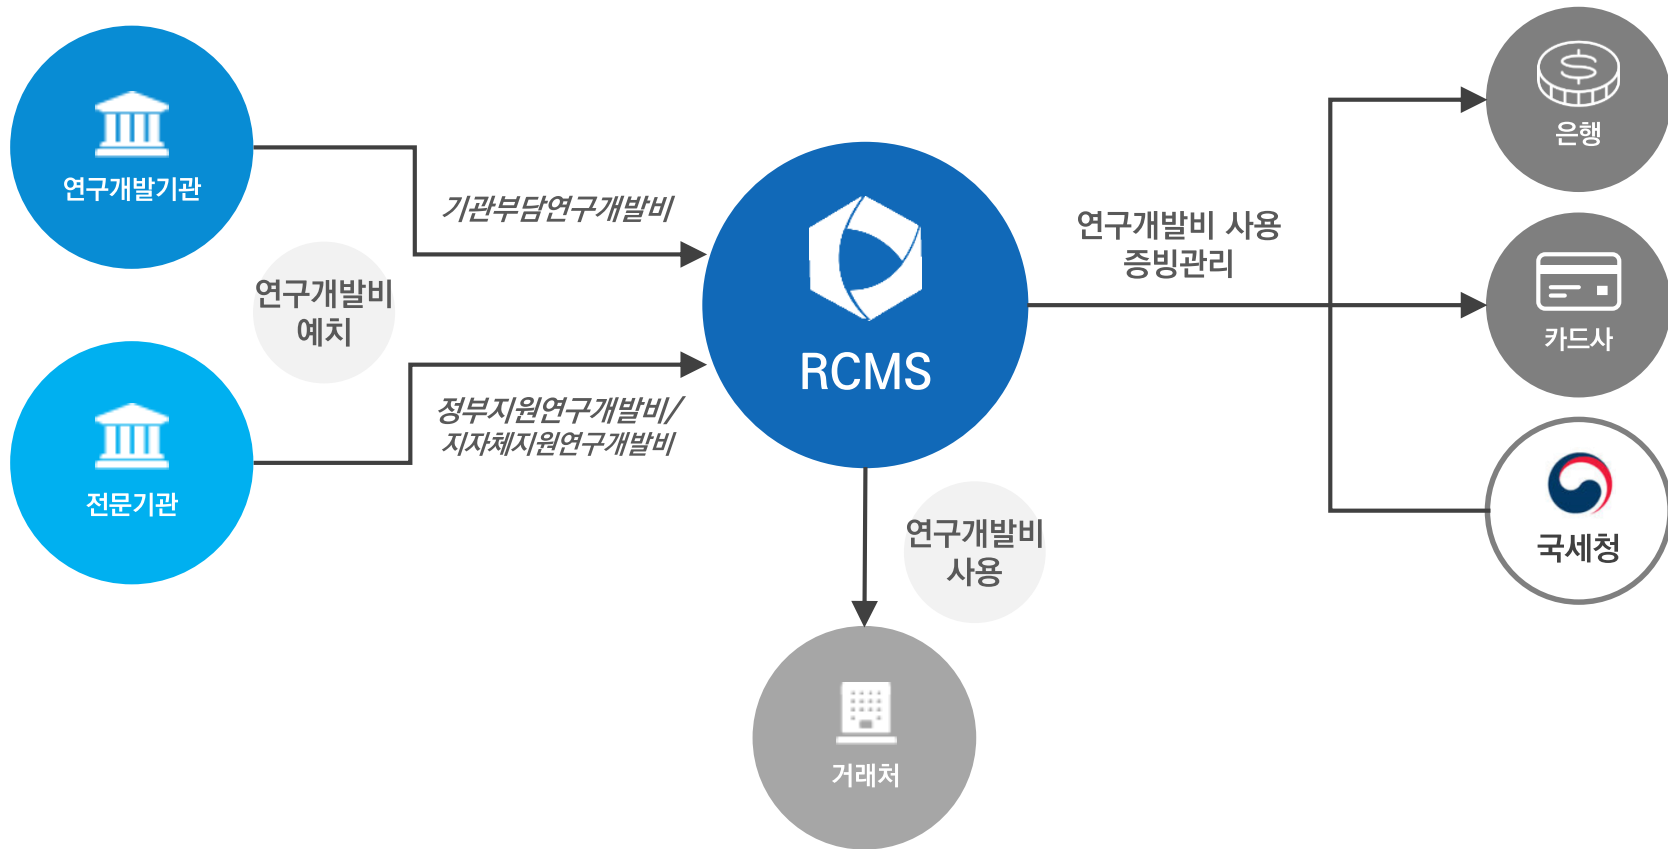 연구개발기관
기관부담연구개발비
연구개발비
예치
전문기관
정부지원연구개발비/
지자체지원연구개발비
RCMS
연구개발비 사용
증빙관리
은행
카드사
국세청
연구개발비
사용
거래처